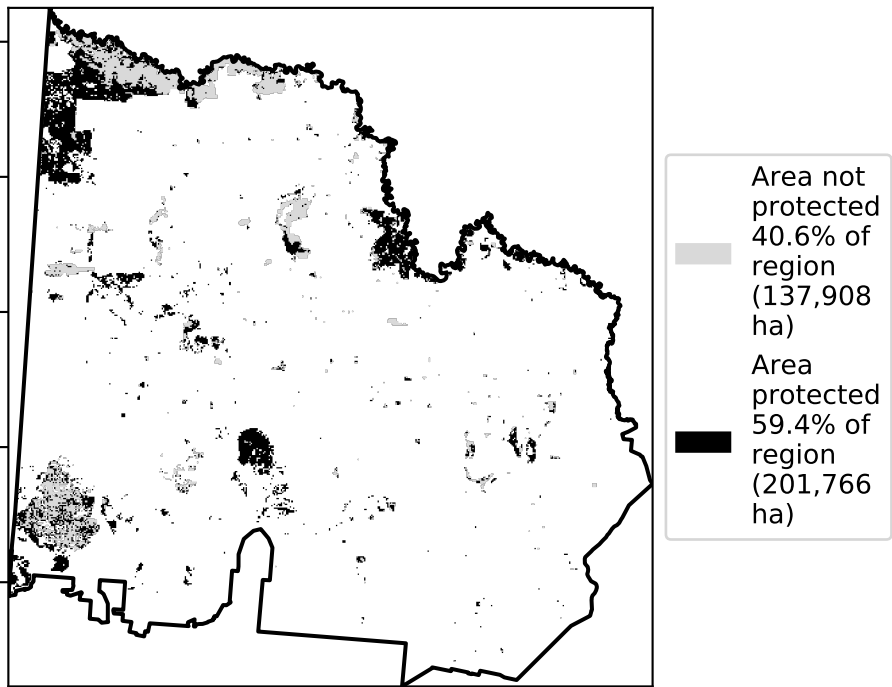 Area not
protected
40.6% of
region
(137,908
ha)
Area
protected
59.4% of
region
(201,766
ha)